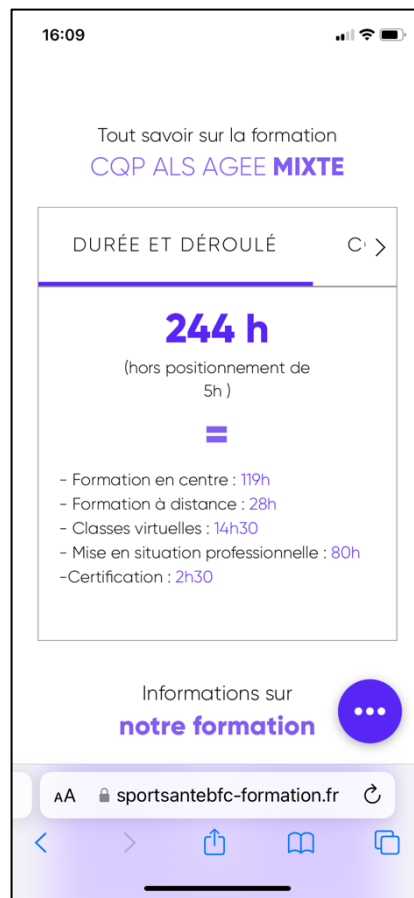 16:09
Tout savoir sur la formation
CQP ALS AGEE MIXTE
DURÉE ET DÉROULÉ
244 h
(hors positionnement de
5h )
=
- Formation en centre : 119h
- Formation à distance : 28h
- Classes virtuelles : 14h30
- Mise en situation professionnelle : 80h
-Certification : 2h30
Informations sur
notre formation
AA sportsantebfc-formation.fr